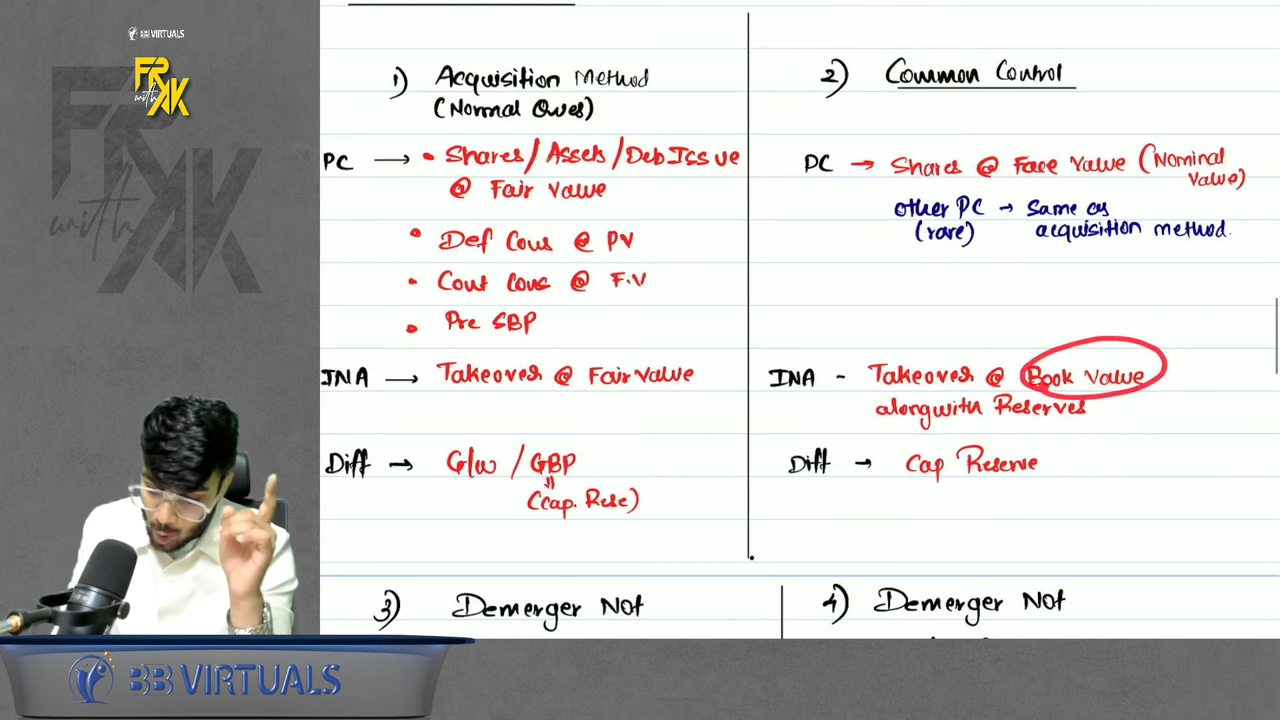 BB VIRTUALS
FR
with
AK
1) Acquisition Method
(Normal Ques)
PC → • Shares / Assets / Deb Issue
@ Fair Value
• Def Cons @ PV
• Cont Cons @ F.V
• Pre SBP
INA → Takeover @ Fair Value
Diff → G/w / GBP
(Cap. Rese)
2) Common Control
PC → Shares @ Face Value (Nominal
Value)
other PC → Same as
(rare) acquisition method.
INA - Takeover @ Book Value
alongwith Reserves
Diff → Cap Reserve
3) Demerger Not
4) Demerger Not
BB VIRTUALS